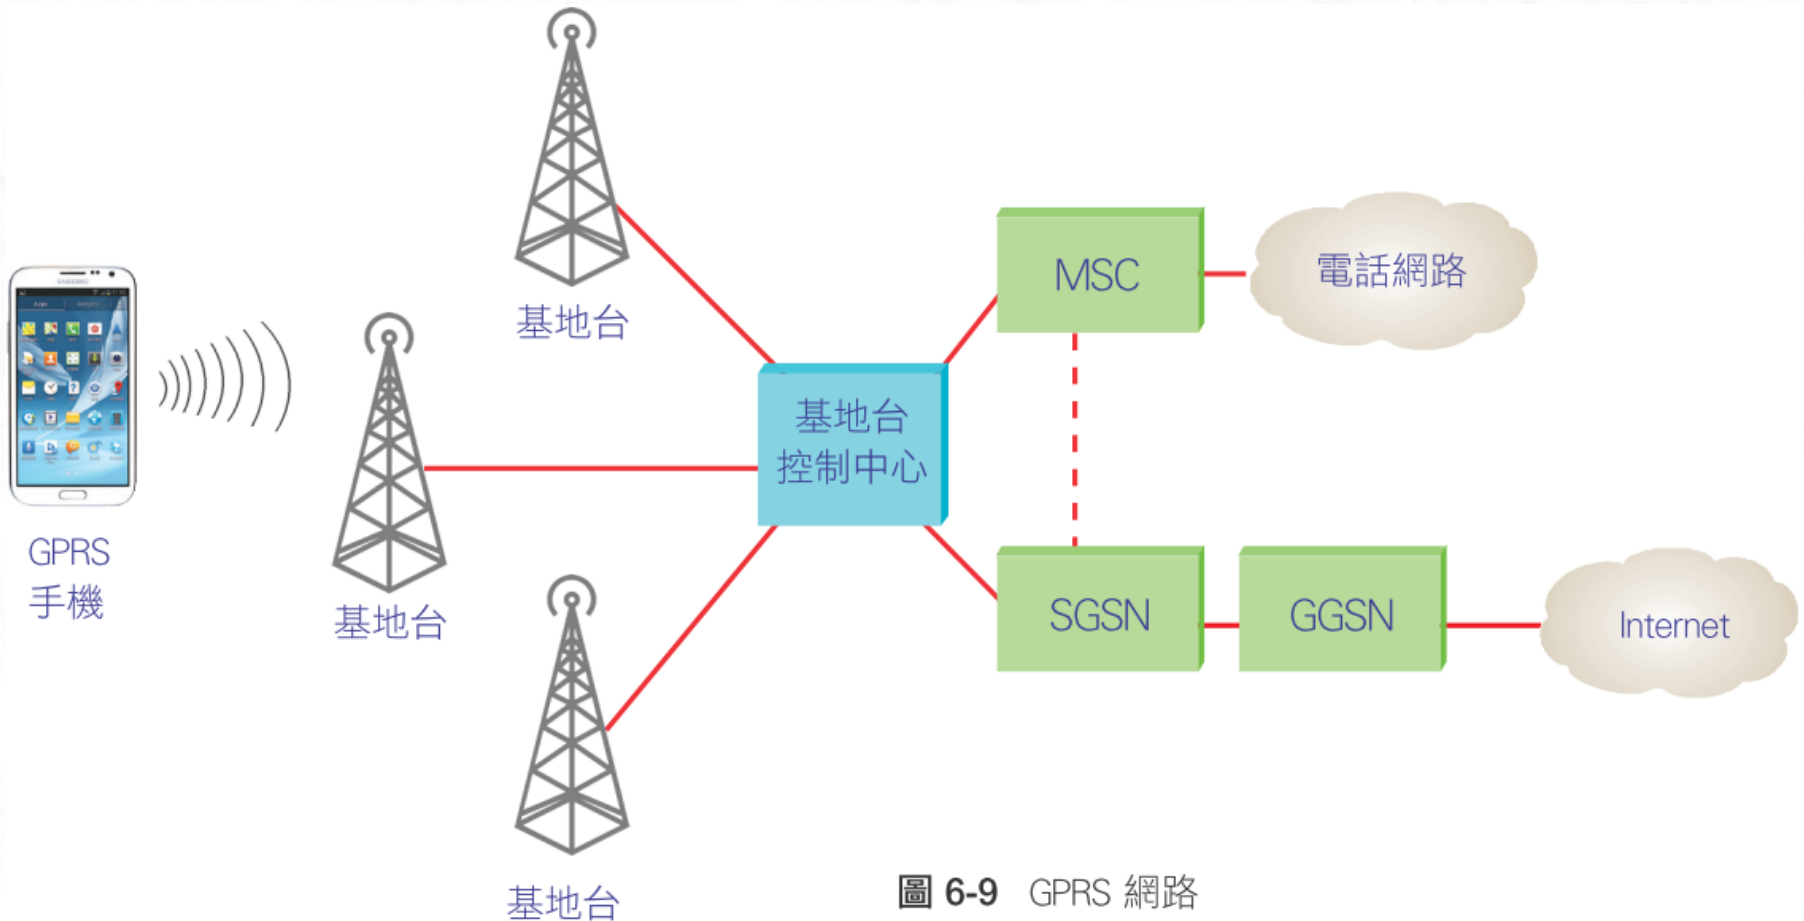 GPRS
手機
基地台
基地台
基地台
基地台
控制中心
MSC
電話網路
SGSN
GGSN
Internet
圖 6-9 GPRS 網路